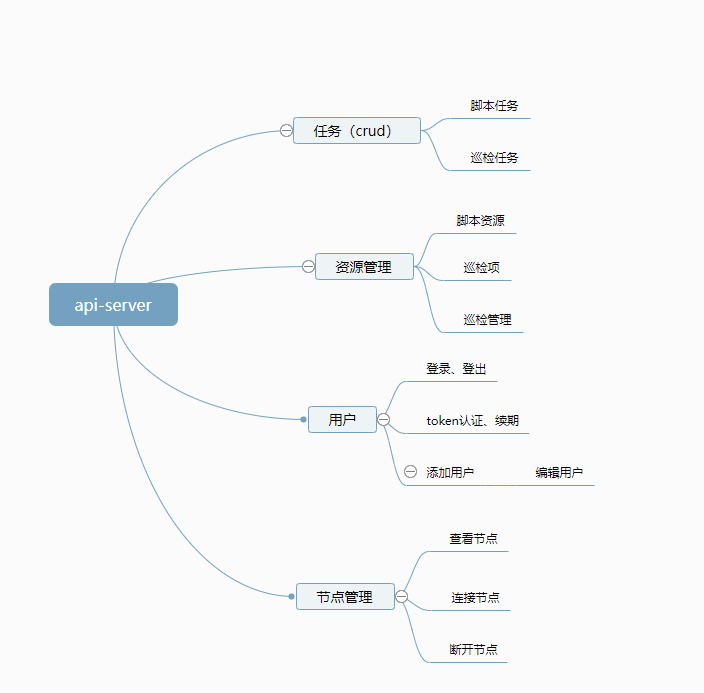 脚本任务
任务（crud）
巡检任务
脚本资源
资源管理
巡检项
api-server
巡检管理
登录、登出
用户
token认证、续期
添加用户
编辑用户
查看节点
节点管理
连接节点
断开节点